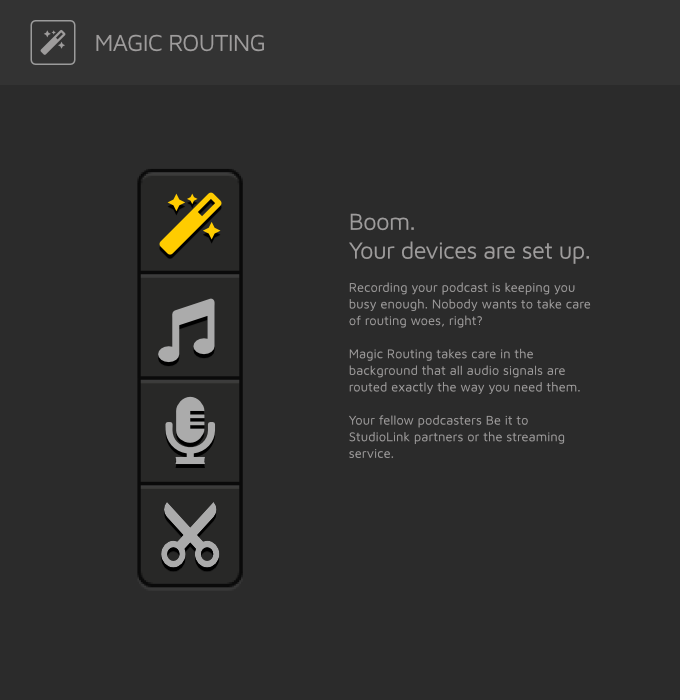 MAGIC ROUTING
Boom.
Your devices are set up.
Recording your podcast is keeping you
busy enough. Nobody wants to take care
of routing woes, right?
Magic Routing takes care in the
background that all audio signals are
routed exactly the way you need them.
Your fellow podcasters Be it to
StudioLink partners or the streaming
service.